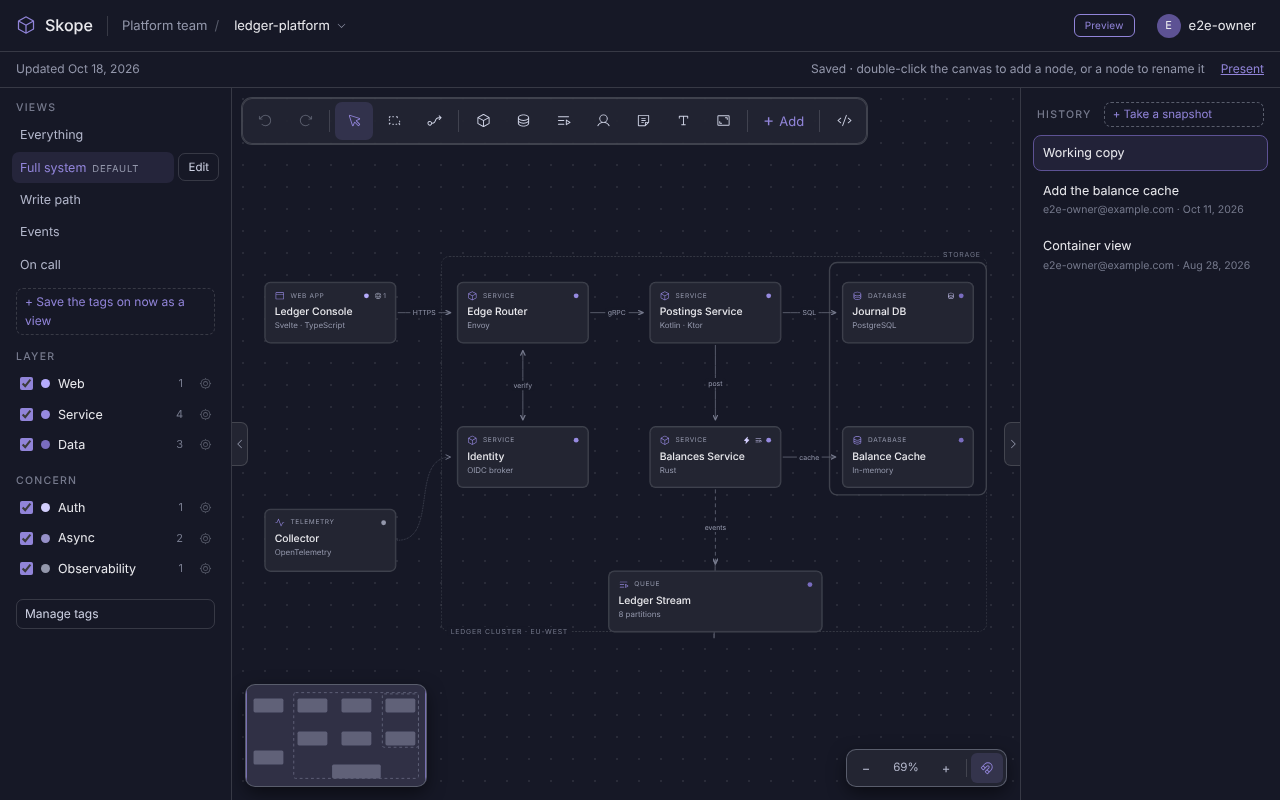 Skope
Platform team / ledger-platform
Preview
E e2e-owner
Updated Oct 18, 2026
Saved · double-click the canvas to add a node, or a node to rename it
Present
VIEWS
Everything
Full system DEFAULT
Edit
Write path
Events
On call
+ Save the tags on now as a
view
LAYER
Web 1
Service 4
Data 3
CONCERN
Auth 1
Async 2
Observability 1
Manage tags
+ Add
STORAGE
WEB APP
1
Ledger Console
Svelte · TypeScript
HTTPS
SERVICE
Edge Router
Envoy
gRPC
SERVICE
Postings Service
Kotlin · Ktor
SQL
DATABASE
Journal DB
PostgreSQL
verify
post
SERVICE
Identity
OIDC broker
SERVICE
Balances Service
Rust
cache
DATABASE
Balance Cache
In-memory
TELEMETRY
Collector
OpenTelemetry
events
QUEUE
Ledger Stream
8 partitions
LEDGER CLUSTER · EU-WEST
− 69% +
HISTORY
+ Take a snapshot
Working copy
Add the balance cache
e2e-owner@example.com · Oct 11, 2026
Container view
e2e-owner@example.com · Aug 28, 2026